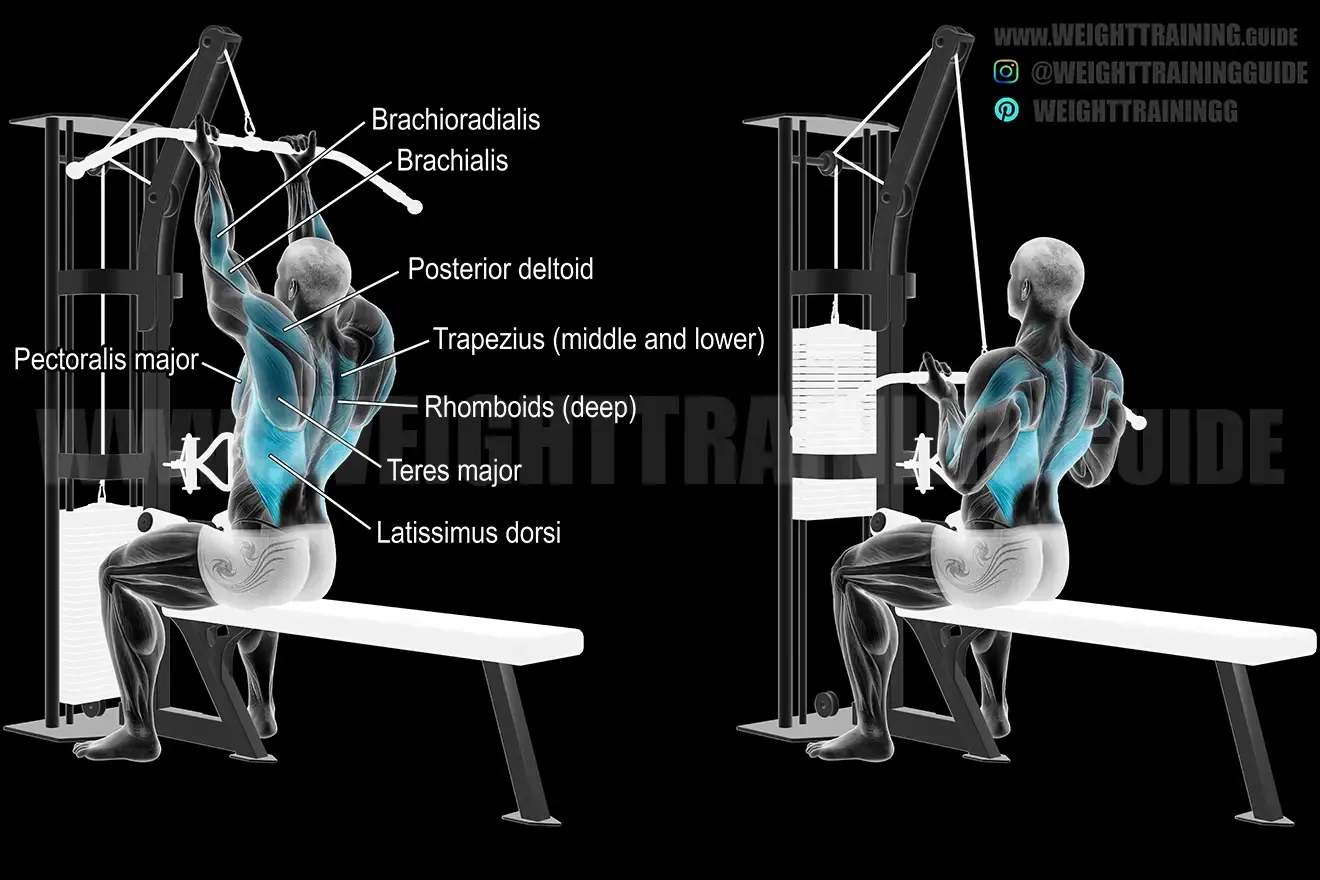 WWW.WEIGHTTRAINING.GUIDE
@WEIGHTTRAININGGUIDE
WEIGHTTRAININGG
Brachioradialis
Brachialis
Posterior deltoid
Trapezius (middle and lower)
Pectoralis major
Rhomboids (deep)
WWW.WEIGHTTRAINING.GUIDE
Teres major
Latissimus dorsi